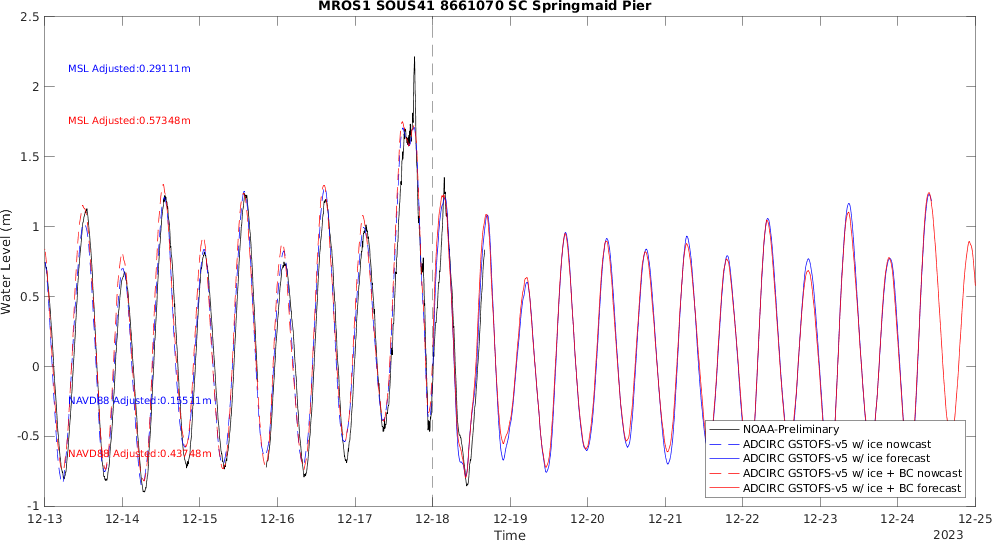 MROS1 SOUS41 8661070 SC Springmaid Pier
2.5
2
1.5
1
0.5
0
-0.5
-1
Water Level (m)
MSL Adjusted:0.29111m
MSL Adjusted:0.57348m
NAVD88 Adjusted:0.15511m
NAVD88 Adjusted:0.43748m
NOAA-Preliminary
ADCIRC GSTOFS-v5 w/ ice nowcast
ADCIRC GSTOFS-v5 w/ ice forecast
ADCIRC GSTOFS-v5 w/ ice + BC nowcast
ADCIRC GSTOFS-v5 w/ ice + BC forecast
12-13 12-14 12-15 12-16 12-17 12-18 12-19 12-20 12-21 12-22 12-23 12-24 12-25
Time
2023